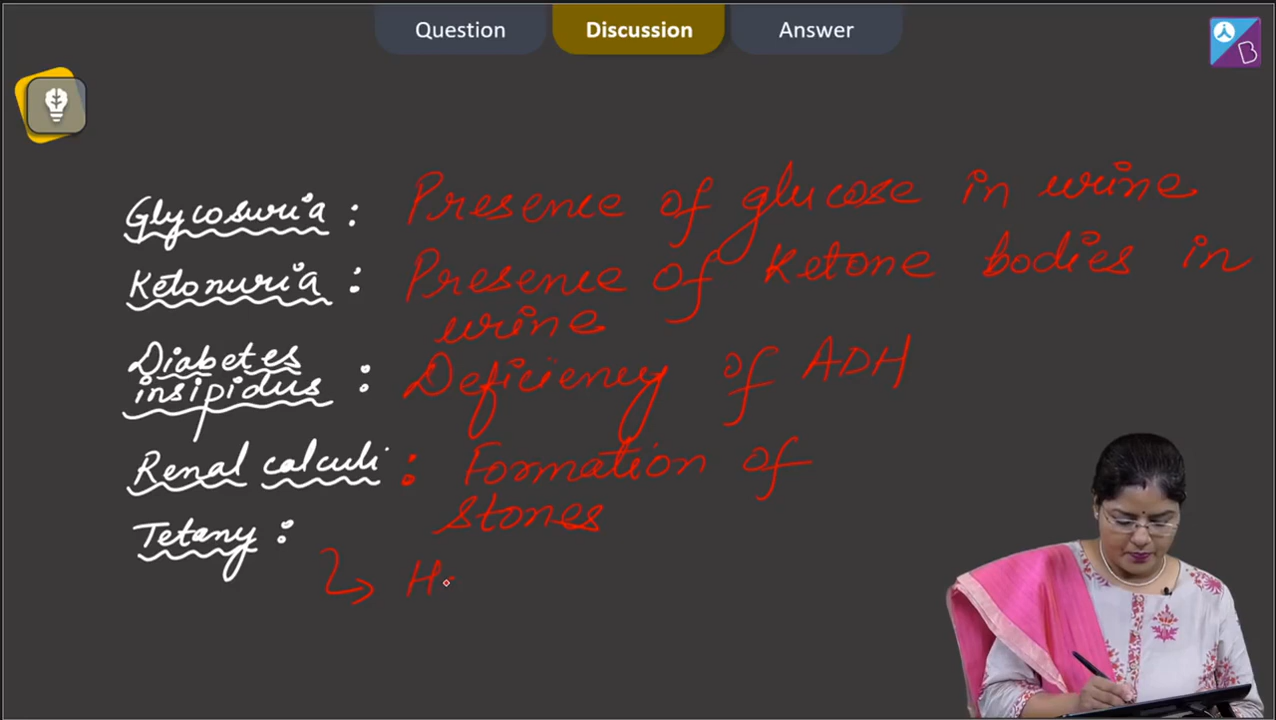 Question Discussion Answer
Glycosuria : Presence of glucose in urine
Ketonuria : Presence of Ketone bodies in
urine
Diabetes
insipidus : Deficiency of ADH
Renal calculi : Formation of
stones
Tetany :
↳ H